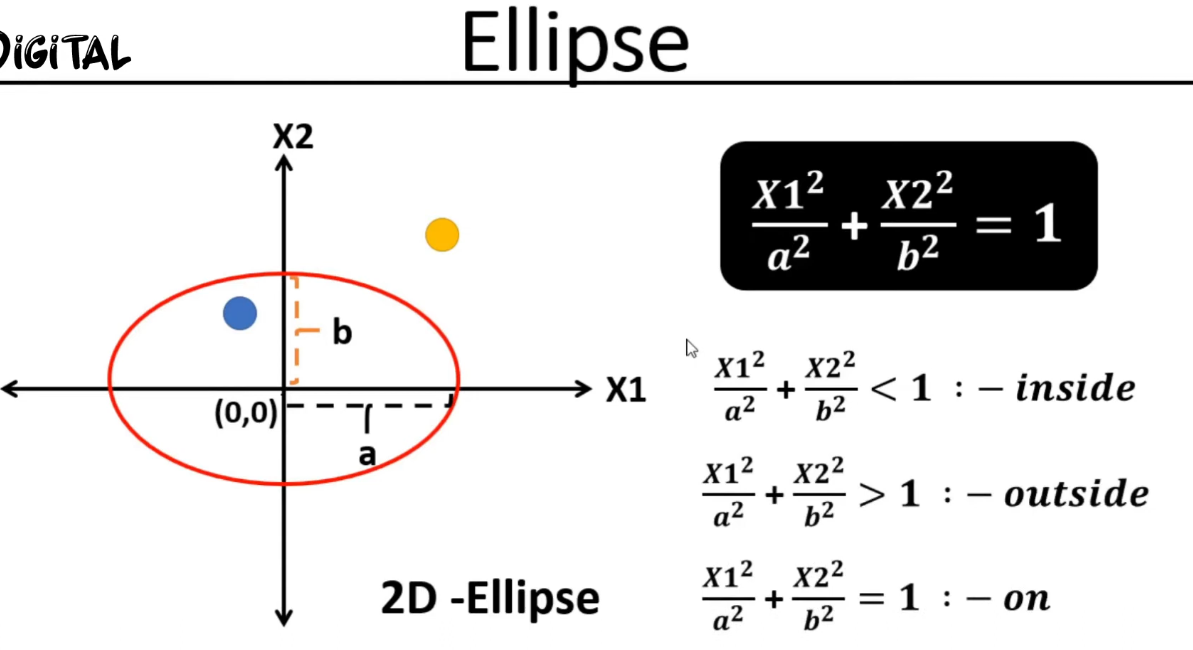 DiGiTAL
Ellipse
X2
b
X1
(0,0)
a
2D -Ellipse
X1²/a² + X2²/b² = 1
X1²/a² + X2²/b² < 1 :− inside
X1²/a² + X2²/b² > 1 :− outside
X1²/a² + X2²/b² = 1 :− on